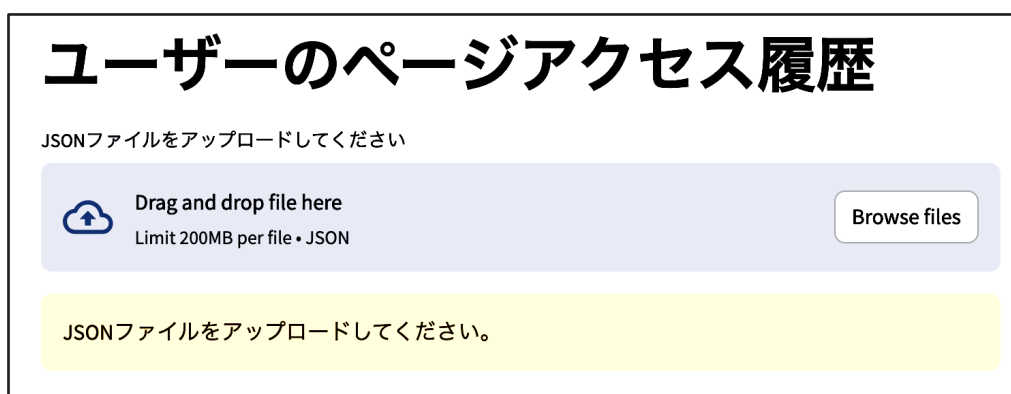 ユーザーのページアクセス履歴
JSONファイルをアップロードしてください
Drag and drop file here
Limit 200MB per file • JSON
Browse files
JSONファイルをアップロードしてください。